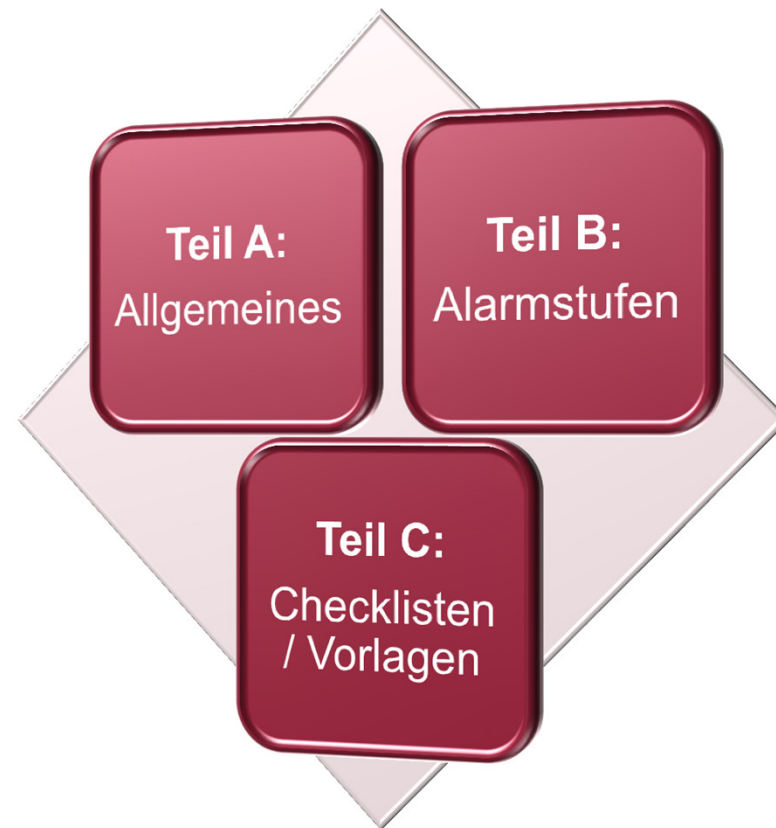 Teil A:
Allgemeines
Teil B:
Alarmstufen
Teil C:
Checklisten
/ Vorlagen